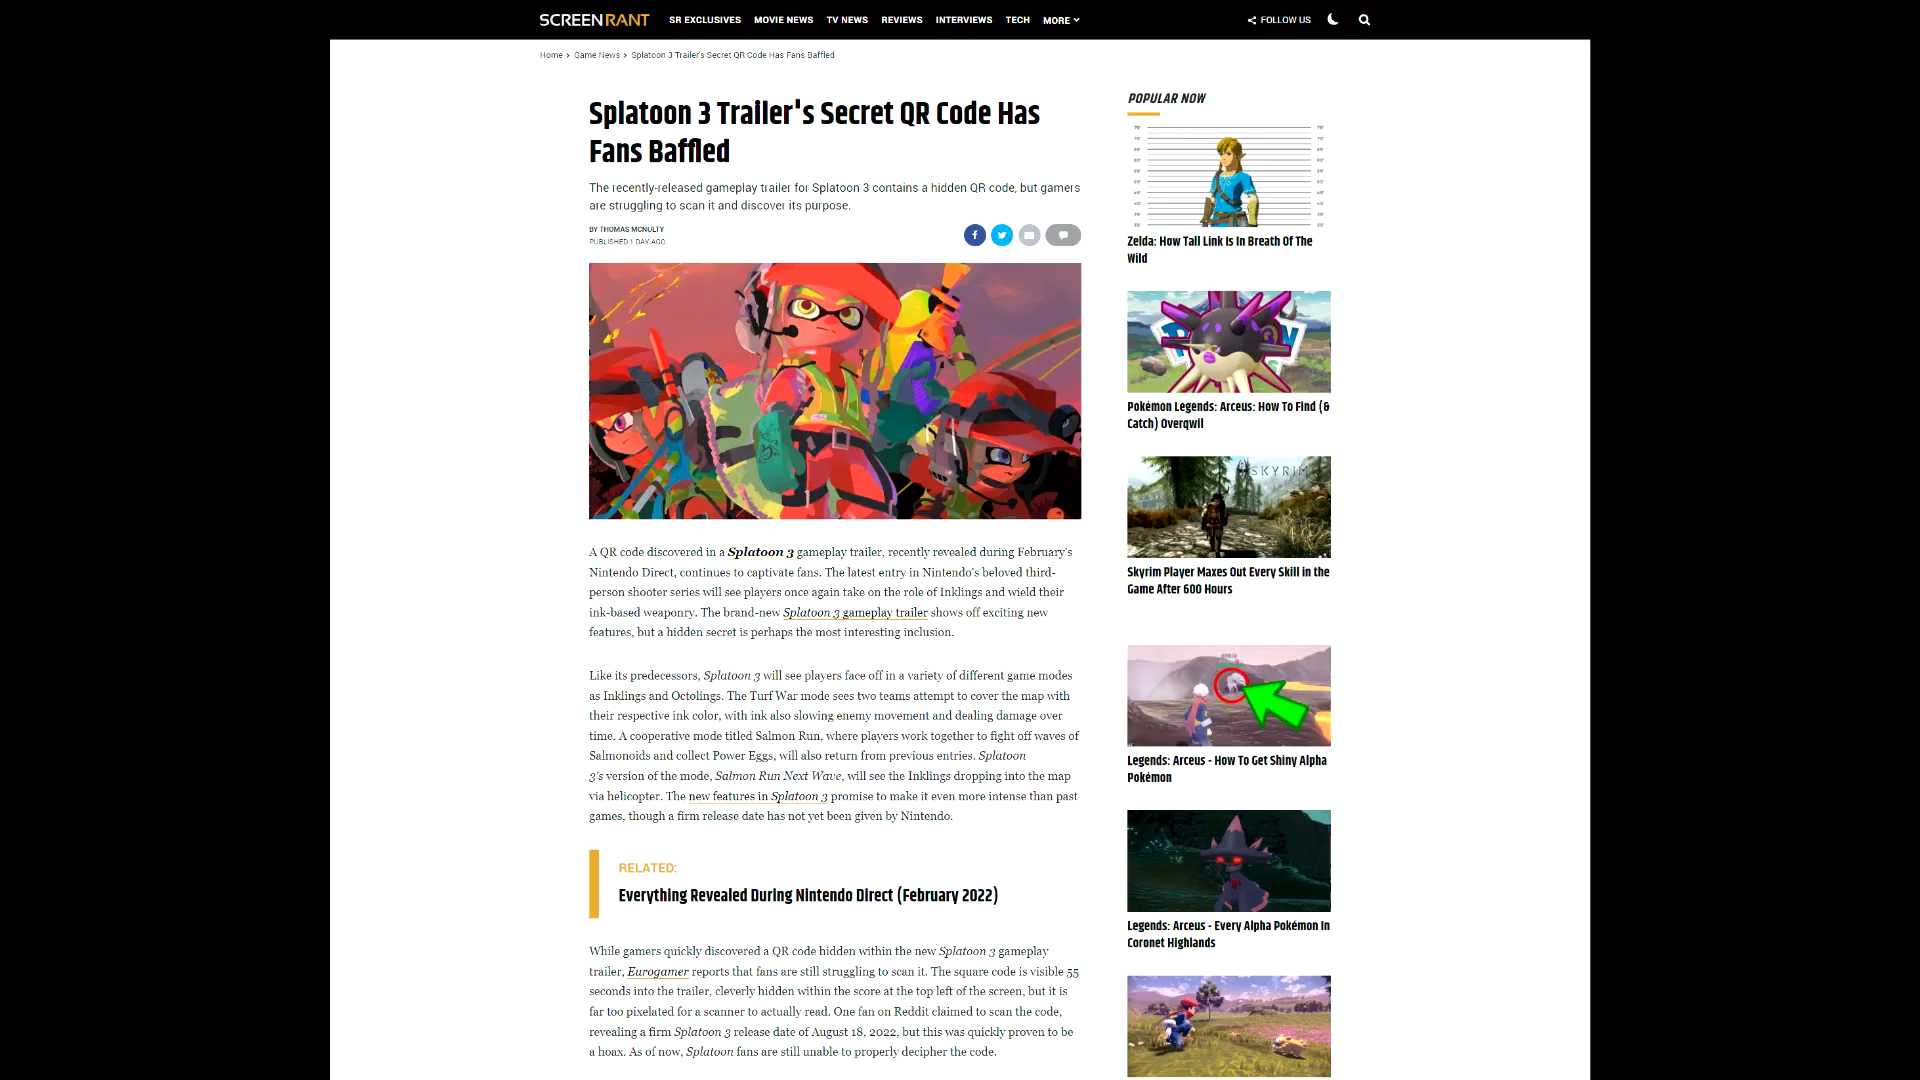 SCREENRANT SR EXCLUSIVES MOVIE NEWS TV NEWS REVIEWS INTERVIEWS TECH MORE FOLLOW US
Home > Game News > Splatoon 3 Trailer's Secret QR Code Has Fans Baffled
Splatoon 3 Trailer's Secret QR Code Has
Fans Baffled
The recently-released gameplay trailer for Splatoon 3 contains a hidden QR code, but gamers
are struggling to scan it and discover its purpose.
BY THOMAS MCNULTY
PUBLISHED 1 DAY AGO
A QR code discovered in a Splatoon 3 gameplay trailer, recently revealed during February's
Nintendo Direct, continues to captivate fans. The latest entry in Nintendo's beloved third-
person shooter series will see players once again take on the role of Inklings and wield their
ink-based weaponry. The brand-new Splatoon 3 gameplay trailer shows off exciting new
features, but a hidden secret is perhaps the most interesting inclusion.
Like its predecessors, Splatoon 3 will see players face off in a variety of different game modes
as Inklings and Octolings. The Turf War mode sees two teams attempt to cover the map with
their respective ink color, with ink also slowing enemy movement and dealing damage over
time. A cooperative mode titled Salmon Run, where players work together to fight off waves of
Salmonoids and collect Power Eggs, will also return from previous entries. Splatoon
3's version of the mode, Salmon Run Next Wave, will see the Inklings dropping into the map
via helicopter. The new features in Splatoon 3 promise to make it even more intense than past
games, though a firm release date has not yet been given by Nintendo.
RELATED:
Everything Revealed During Nintendo Direct (February 2022)
While gamers quickly discovered a QR code hidden within the new Splatoon 3 gameplay
trailer, Eurogamer reports that fans are still struggling to scan it. The square code is visible 55
seconds into the trailer, cleverly hidden within the score at the top left of the screen, but it is
far too pixelated for a scanner to actually read. One fan on Reddit claimed to scan the code,
revealing a firm Splatoon 3 release date of August 18, 2022, but this was quickly proven to be
a hoax. As of now, Splatoon fans are still unable to properly decipher the code.
POPULAR NOW
Zelda: How Tall Link Is In Breath Of The
Wild
Pokémon Legends: Arceus: How To Find (&
Catch) Overqwil
SKYRIM
Skyrim Player Maxes Out Every Skill in the
Game After 600 Hours
Legends: Arceus - How To Get Shiny Alpha
Pokémon
Legends: Arceus - Every Alpha Pokémon In
Coronet Highlands